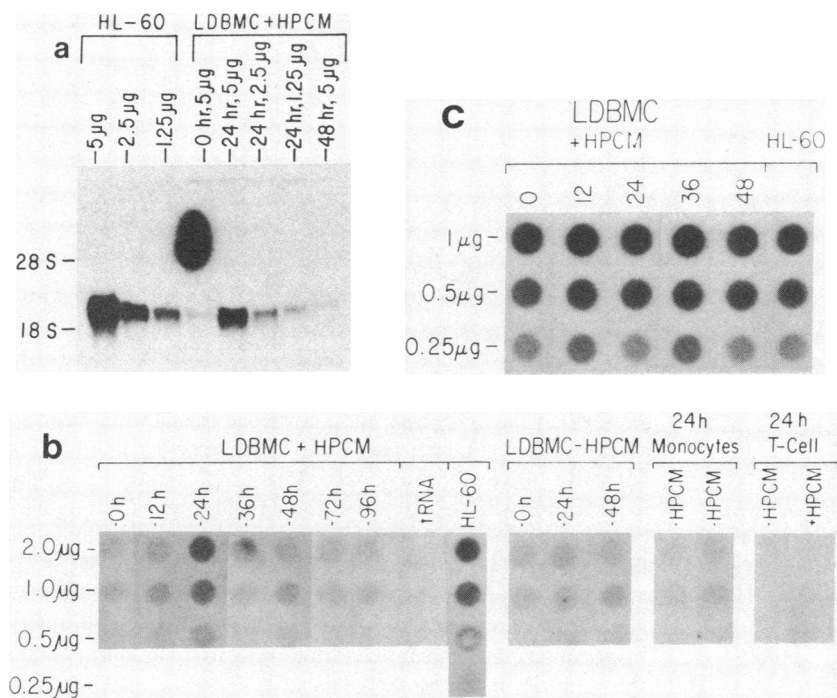 a
HL-60 LDBMC+HPCM
-5µg
-2.5µg
-1.25µg
-0 hr,5µg
-24 hr, 5µg
-24 hr, 2.5µg
-24 hr, 1.25µg
-48 hr, 5µg
28 S-
18 S-
c
LDBMC
+HPCM HL-60
0 12 24 36 48
1µg-
0.5µg-
0.25µg-
b
LDBMC + HPCM
-0h
-12h
-24h
-36h
-48h
-72h
-96h
tRNA
HL-60
LDBMC-HPCM
-0h
-24h
-48h
24h
Monocytes
-HPCM
-HPCM
24h
T-Cell
-HPCM
+HPCM
2.0µg-
1.0µg-
0.5µg-
0.25µg-